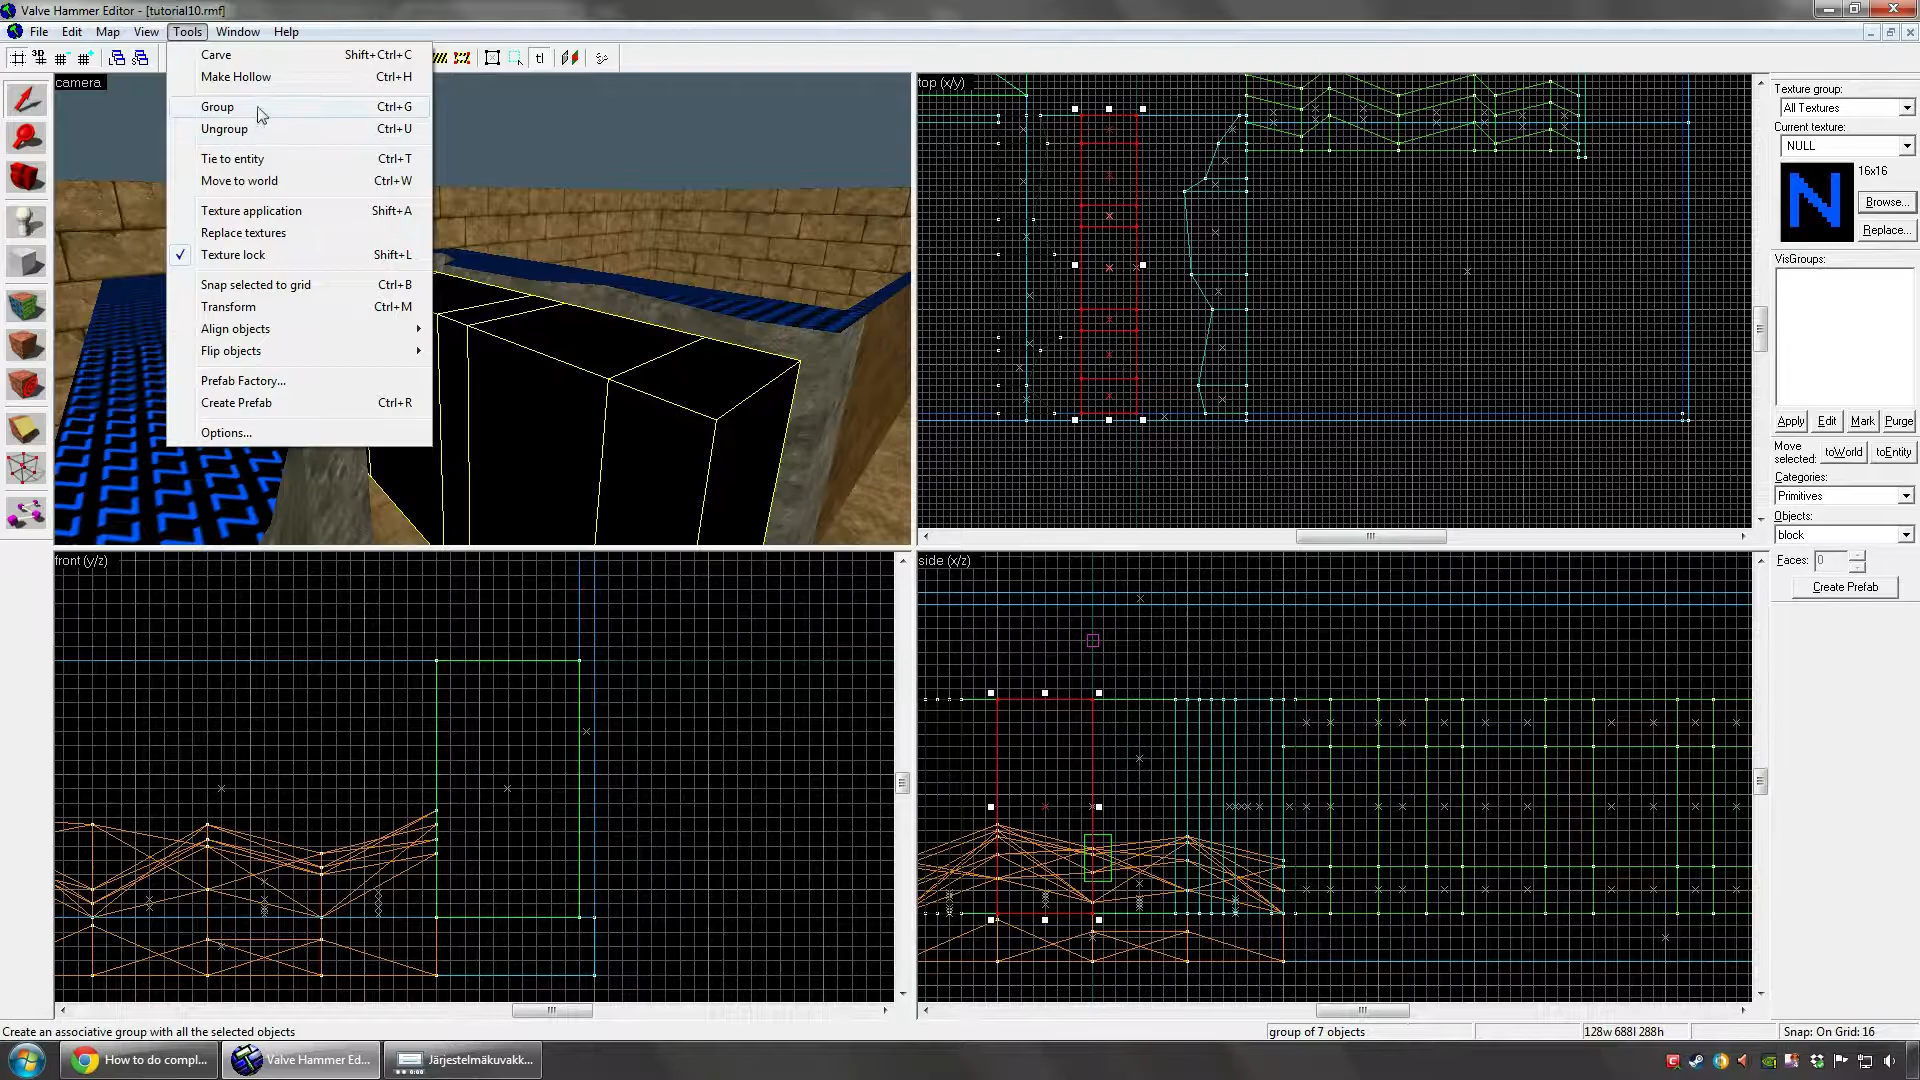 Valve Hammer Editor - [tutorial10.rmf]
File Edit Map View Tools Window Help
3D
tl
Carve Shift+Ctrl+C
Make Hollow Ctrl+H
Group Ctrl+G
Ungroup Ctrl+U
Tie to entity Ctrl+T
Move to world Ctrl+W
Texture application Shift+A
Replace textures
Texture lock Shift+L
Snap selected to grid Ctrl+B
Transform Ctrl+M
Align objects
Flip objects
Prefab Factory...
Create Prefab Ctrl+R
Options...
camera
top (x/y)
front (y/z)
side (x/z)
Texture group:
All Textures
Current texture:
NULL
N
16x16
Browse...
Replace...
VisGroups:
Apply Edit Mark Purge
Move selected: toWorld toEntity
Categories:
Primitives
Objects:
block
Faces: 0
Create Prefab
Create an associative group with all the selected objects
group of 7 objects
128w 688l 288h
Snap: On Grid: 16
How to do compl...
Valve Hammer Ed...
Järjestelmäkuvakk...